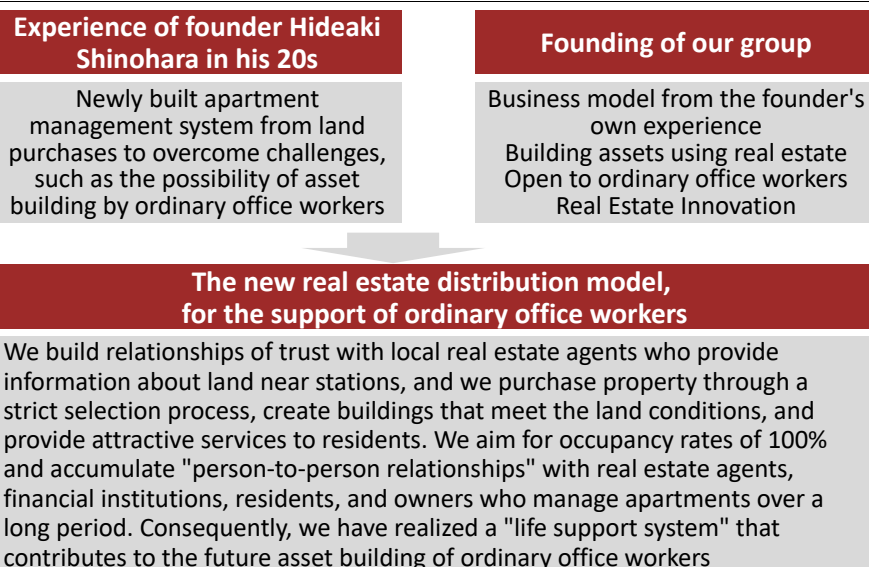 Experience of founder Hideaki
Shinohara in his 20s
Newly built apartment
management system from land
purchases to overcome challenges,
such as the possibility of asset
building by ordinary office workers
Founding of our group
Business model from the founder's
own experience
Building assets using real estate
Open to ordinary office workers
Real Estate Innovation
The new real estate distribution model,
for the support of ordinary office workers
We build relationships of trust with local real estate agents who provide
information about land near stations, and we purchase property through a
strict selection process, create buildings that meet the land conditions, and
provide attractive services to residents. We aim for occupancy rates of 100%
and accumulate "person-to-person relationships" with real estate agents,
financial institutions, residents, and owners who manage apartments over a
long period. Consequently, we have realized a "life support system" that
contributes to the future asset building of ordinary office workers